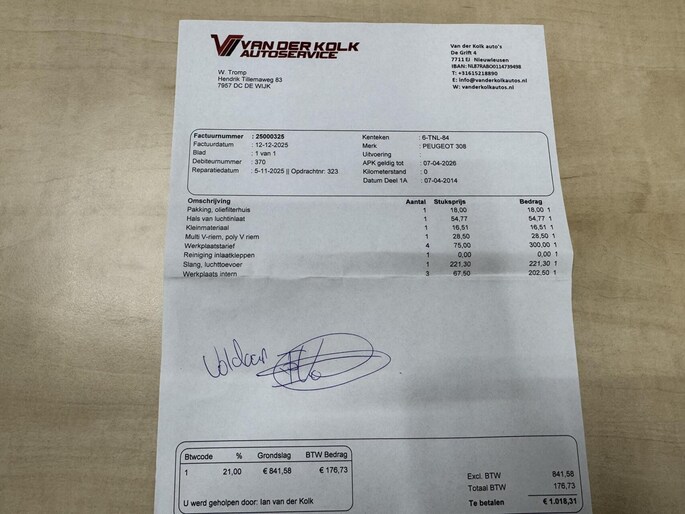 VAN DER KOLK
AUTOSERVICE
Van der Kolk auto's
De Grift 4
7711 EJ Nieuwleusen
IBAN: NL87RABO0114739498
T: +31615218890
E: info@vanderkolkautos.nl
W: vanderkolkautos.nl
W. Tromp
Hendrik Tillemaweg 83
7957 DC DE WIJK
Factuurnummer : 25000325
Factuurdatum : 12-12-2025
Blad : 1 van 1
Debiteurnummer : 370
Reparatiedatum : 5-11-2025 || Opdrachtnr: 323
Kenteken : 6-TNL-84
Merk : PEUGEOT 308
Uitvoering :
APK geldig tot : 07-04-2026
Kilometerstand : 0
Datum Deel 1A : 07-04-2014
Omschrijving Aantal Stuksprijs Bedrag
Pakking, oliefilterhuis 1 18,00 18,00 1
Hals van luchtinlaat 1 54,77 54,77 1
Kleinmateriaal 1 16,51 16,51 1
Multi V-riem, poly V riem 1 28,50 28,50 1
Werkplaatstarief 4 75,00 300,00 1
Reiniging inlaatkleppen 1 0,00 0,00 1
Slang, luchttoevoer 1 221,30 221,30 1
Werkplaats intern 3 67,50 202,50 1
Voldaan
Btwcode % Grondslag BTW Bedrag
1 21,00 € 841,58 € 176,73
U werd geholpen door: Ian van der Kolk
Excl. BTW 841,58
Totaal BTW 176,73
Te betalen € 1.018,31